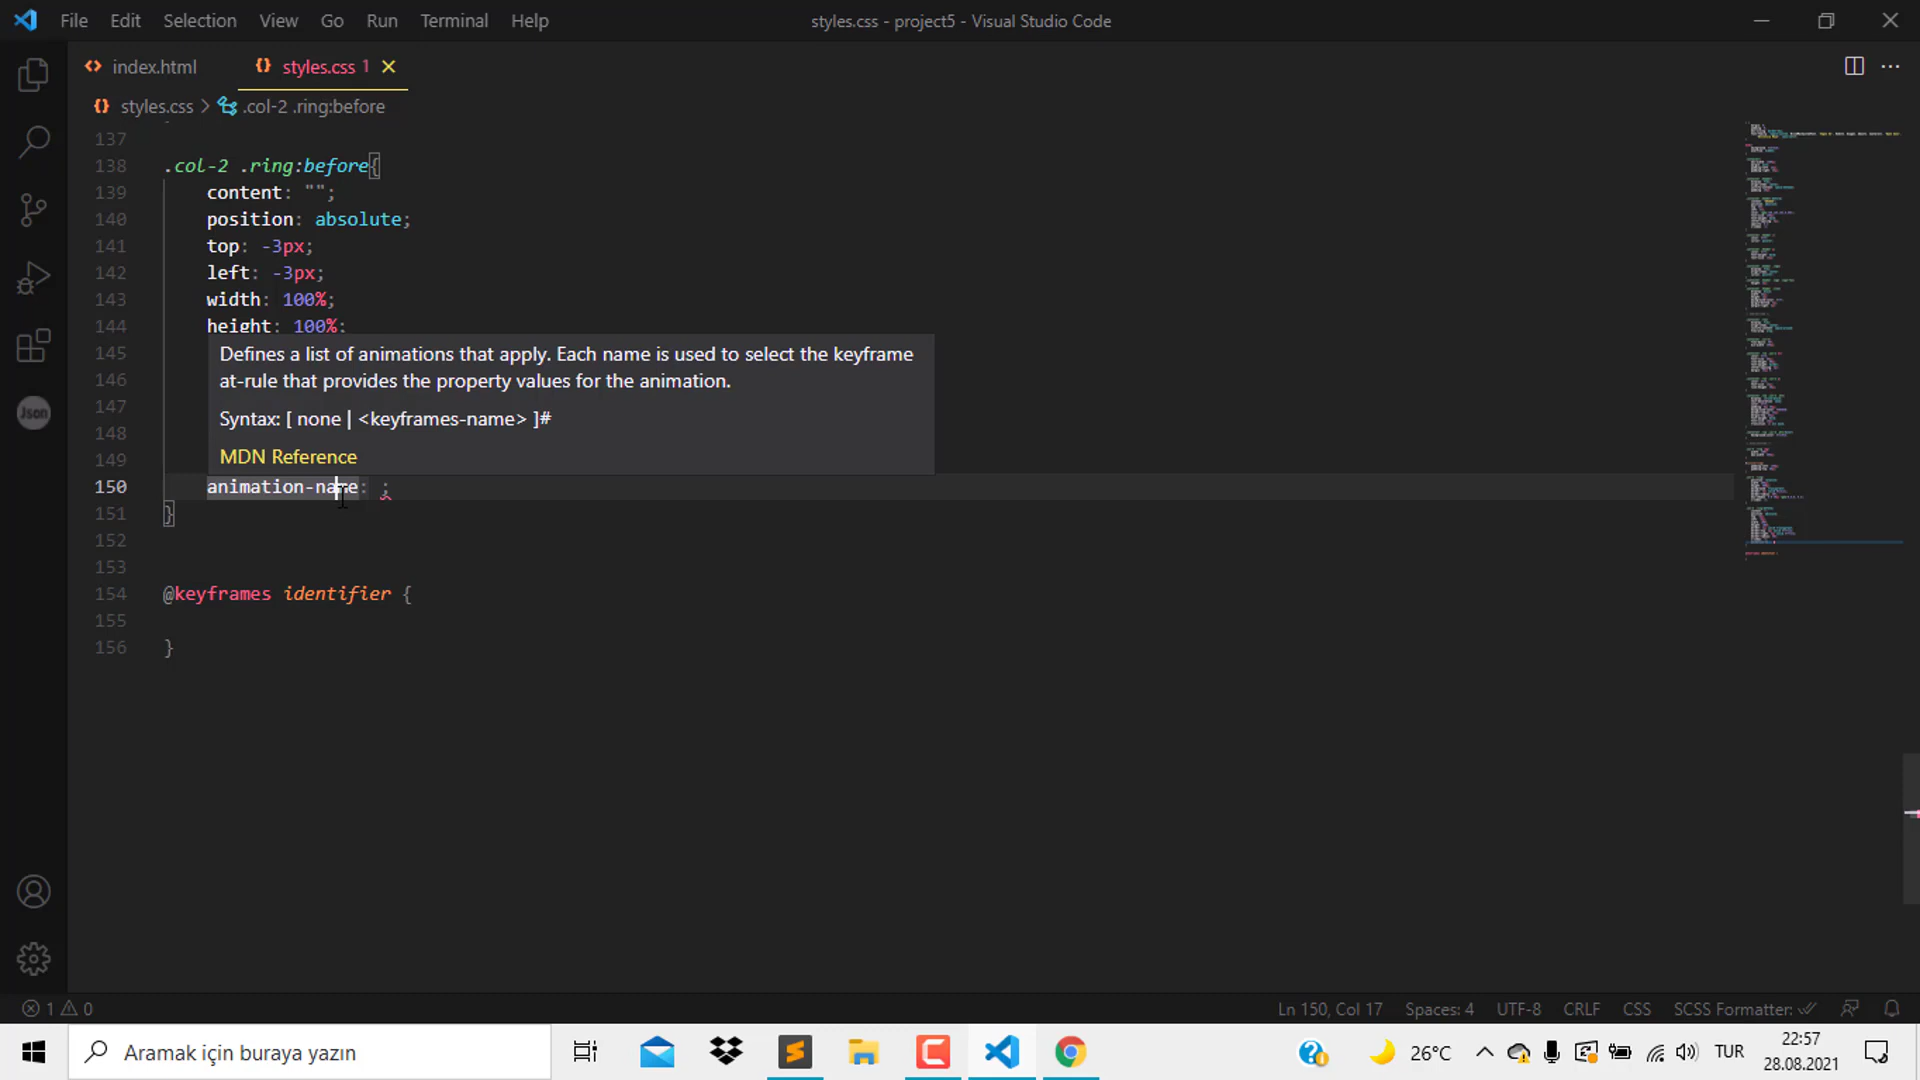 File Edit Selection View Go Run Terminal Help
styles.css - project5 - Visual Studio Code
index.html
styles.css 1
styles.css > .col-2 .ring:before
137
138 .col-2 .ring:before{
139 content: "";
140 position: absolute;
141 top: -3px;
142 left: -3px;
143 width: 100%;
144 height: 100%;
145
Defines a list of animations that apply. Each name is used to select the keyframe
146
at-rule that provides the property values for the animation.
147
Syntax: [ none | <keyframes-name> ]#
148
149
MDN Reference
150 animation-name: ;
151 }
152
153
154 @keyframes identifier {
155
156 }
Json
1 0
Ln 150, Col 17 Spaces: 4 UTF-8 CRLF CSS SCSS Formatter:
Aramak için buraya yazın
26°C
TUR
22:57
28.08.2021